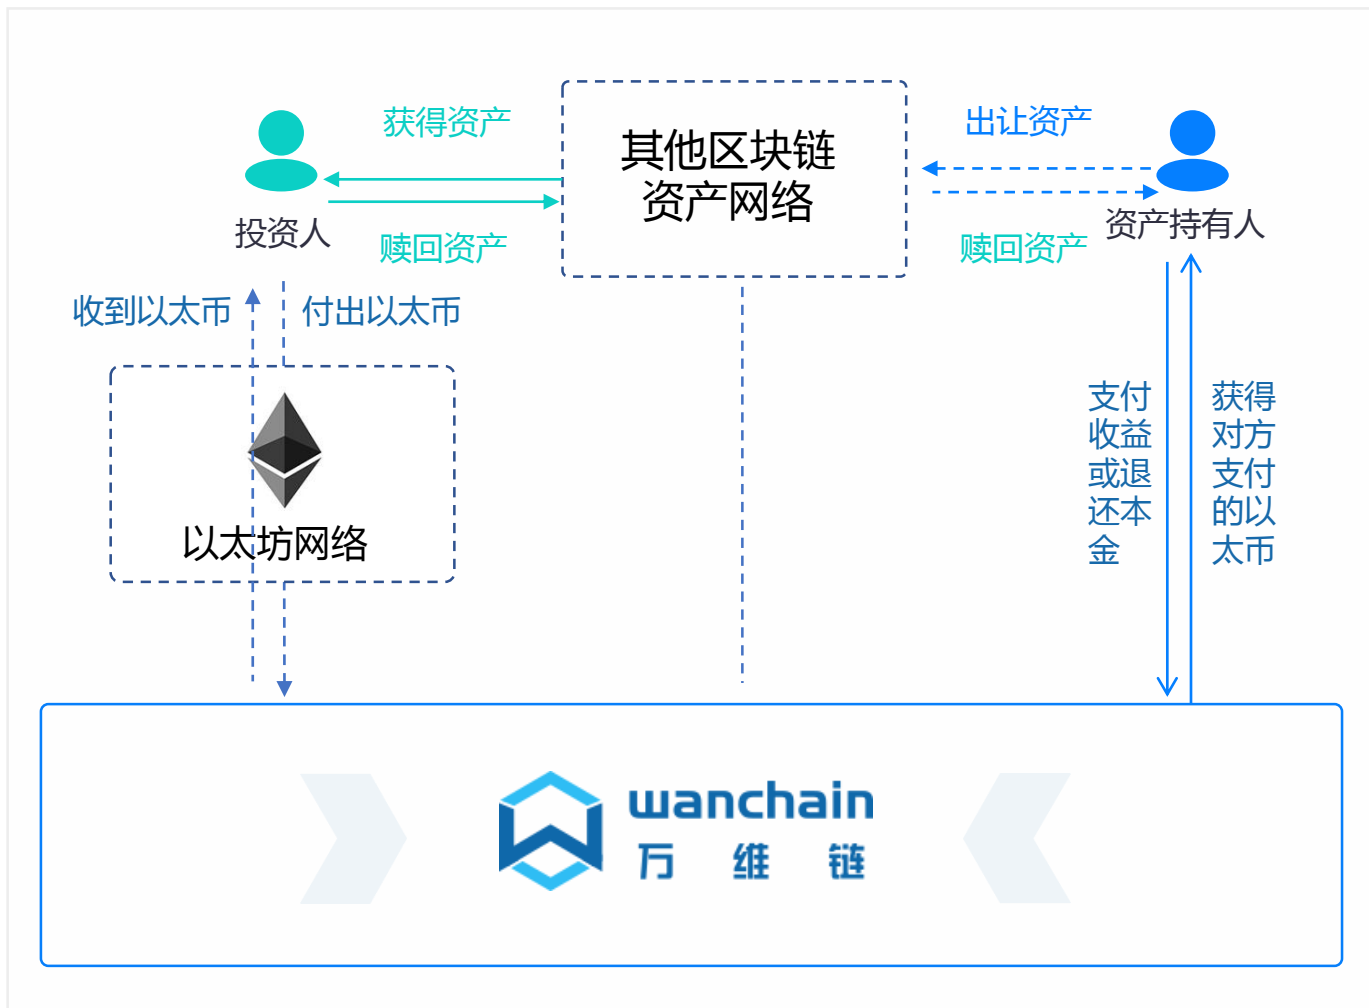 获得资产
其他区块链
资产网络
出让资产
投资人
赎回资产
赎回资产
资产持有人
收到以太币
付出以太币
以太坊网络
支付
收益
或退
还本
金
获得
对方
支付
的以
太币
wanchain
万维链